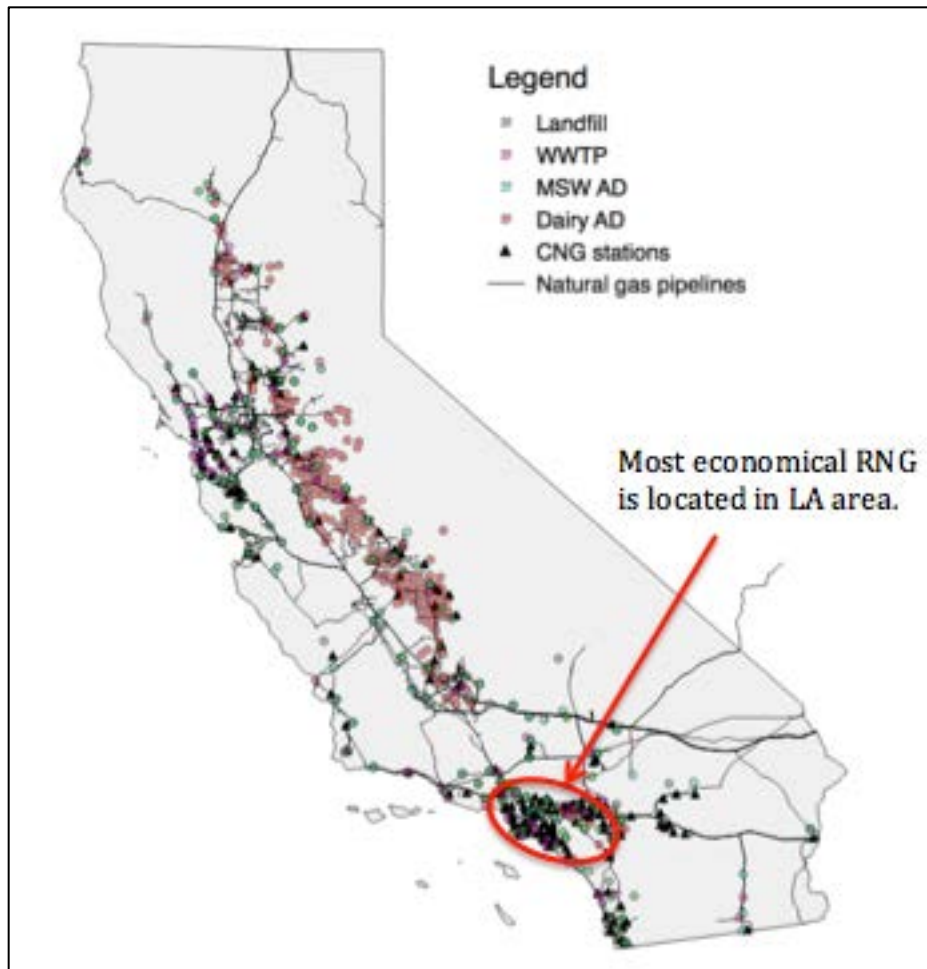 Legend
Landfill
WWTP
MSW AD
Dairy AD
CNG stations
Natural gas pipelines
Most economical RNG
is located in LA area.